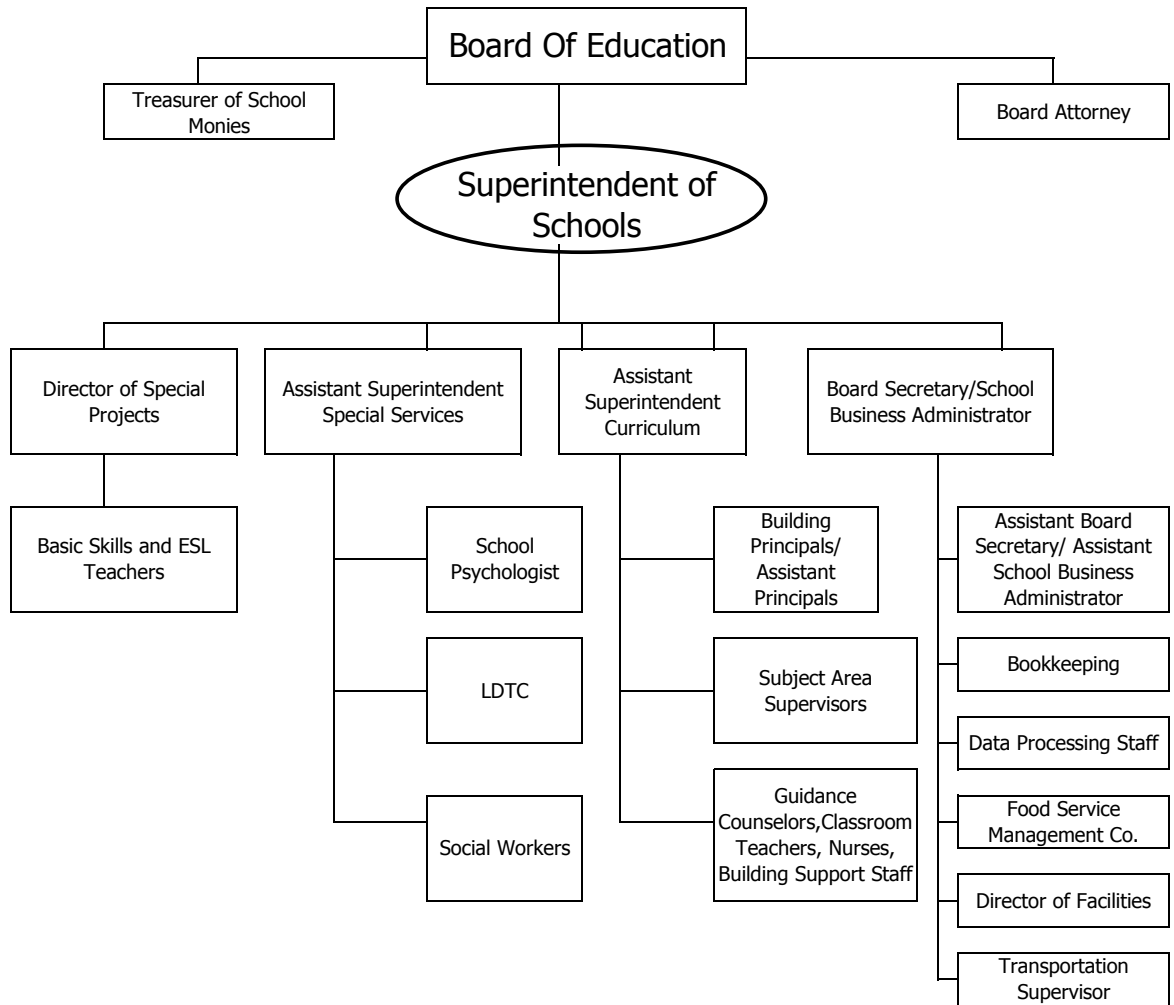 Board Of Education
Treasurer of School
Monies
Board Attorney
Superintendent of
Schools
Director of Special
Projects
Assistant Superintendent
Special Services
Assistant
Superintendent
Curriculum
Board Secretary/School
Business Administrator
Basic Skills and ESL
Teachers
School
Psychologist
LDTC
Social Workers
Building
Principals/
Assistant
Principals
Subject Area
Supervisors
Guidance
Counselors,Classroom
Teachers, Nurses,
Building Support Staff
Assistant Board
Secretary/ Assistant
School Business
Administrator
Bookkeeping
Data Processing Staff
Food Service
Management Co.
Director of Facilities
Transportation
Supervisor